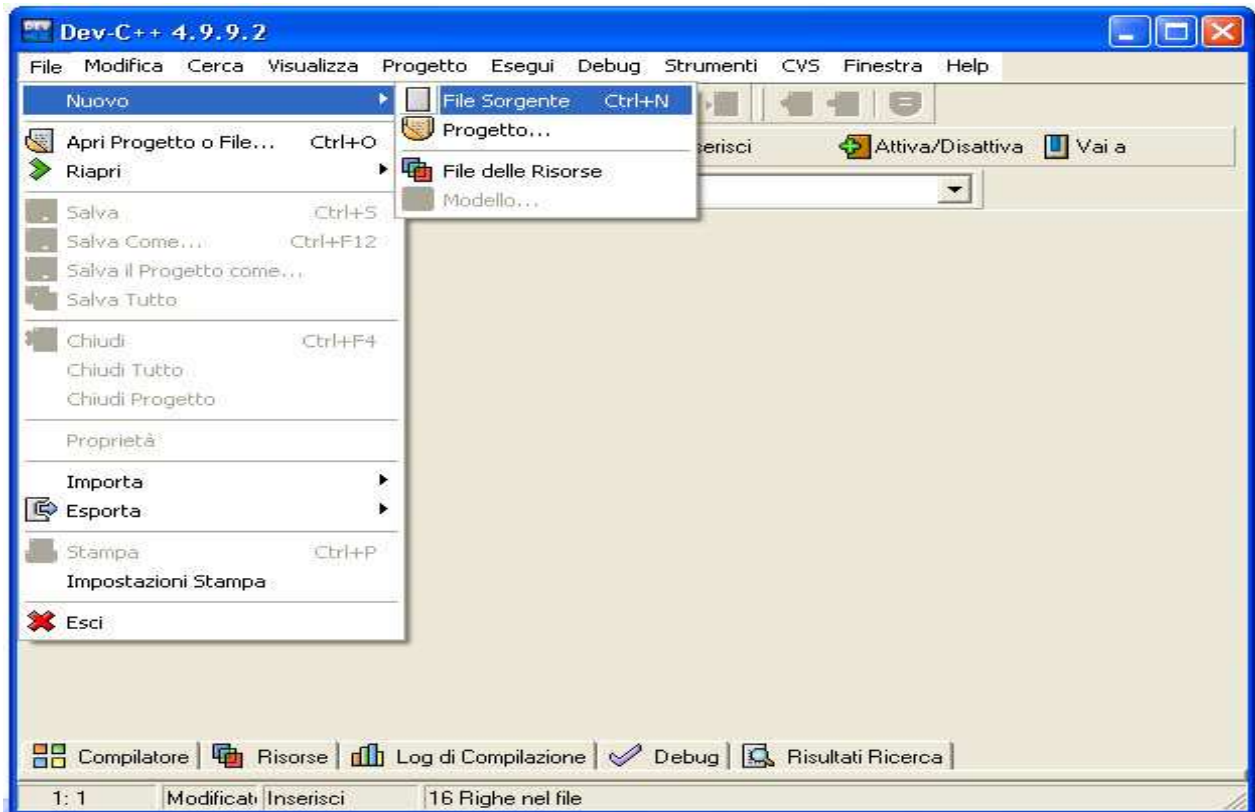 Dev-C++ 4.9.9.2
File Modifica Cerca Visualizza Progetto Esegui Debug Strumenti CVS Finestra Help
Nuovo
File Sorgente Ctrl+N
Progetto...
File delle Risorse
Modello...
Attiva/Disattiva Vai a
Apri Progetto o File... Ctrl+O
Riapri
Salva Ctrl+S
Salva Come... Ctrl+F12
Salva il Progetto come...
Salva Tutto
Chiudi Ctrl+F4
Chiudi Tutto
Chiudi Progetto
Proprietà
Importa
Esporta
Stampa Ctrl+P
Impostazioni Stampa
Esci
Compilatore Risorse Log di Compilazione Debug Risultati Ricerca
1: 1 Inserisci 16 Righe nel file